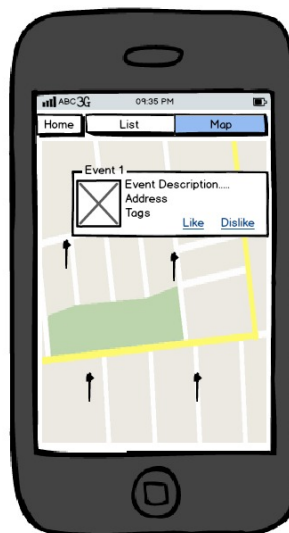 ABC 3G 09:35 PM
Home List Map
Event 1
Event Description.....
Address
Tags
Like Dislike